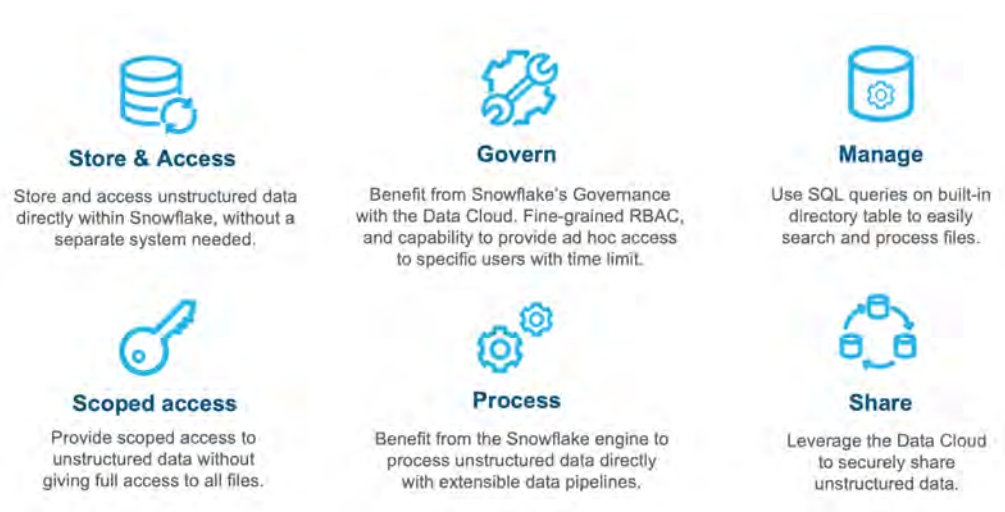 Store & Access
Store and access unstructured data
directly within Snowflake, without a
separate system needed.
Govern
Benefit from Snowflake's Governance
with the Data Cloud. Fine-grained RBAC,
and capability to provide ad hoc access
to specific users with time limit.
Manage
Use SQL queries on built-in
directory table to easily
search and process files.
Scoped access
Provide scoped access to
unstructured data without
giving full access to all files.
Process
Benefit from the Snowflake engine to
process unstructured data directly
with extensible data pipelines.
Share
Leverage the Data Cloud
to securely share
unstructured data.